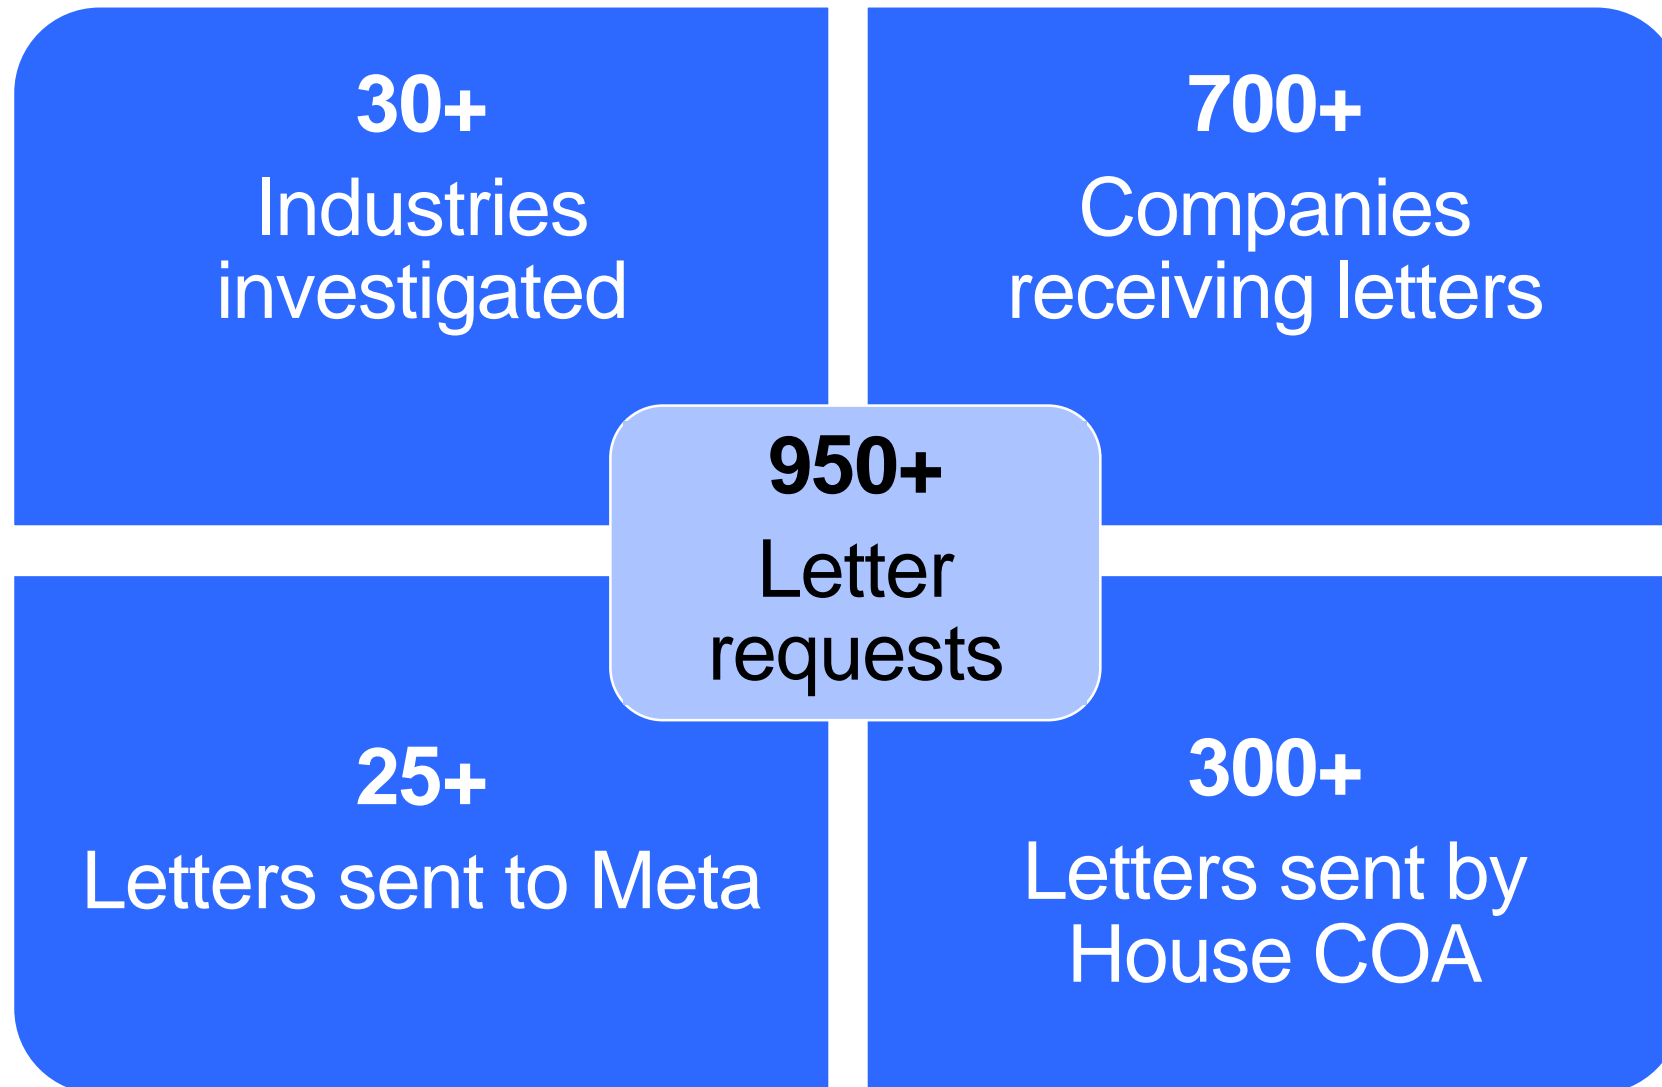 30+
Industries
investigated
700+
Companies
receiving letters
950+
Letter
requests
25+
Letters sent to Meta
300+
Letters sent by
House COA